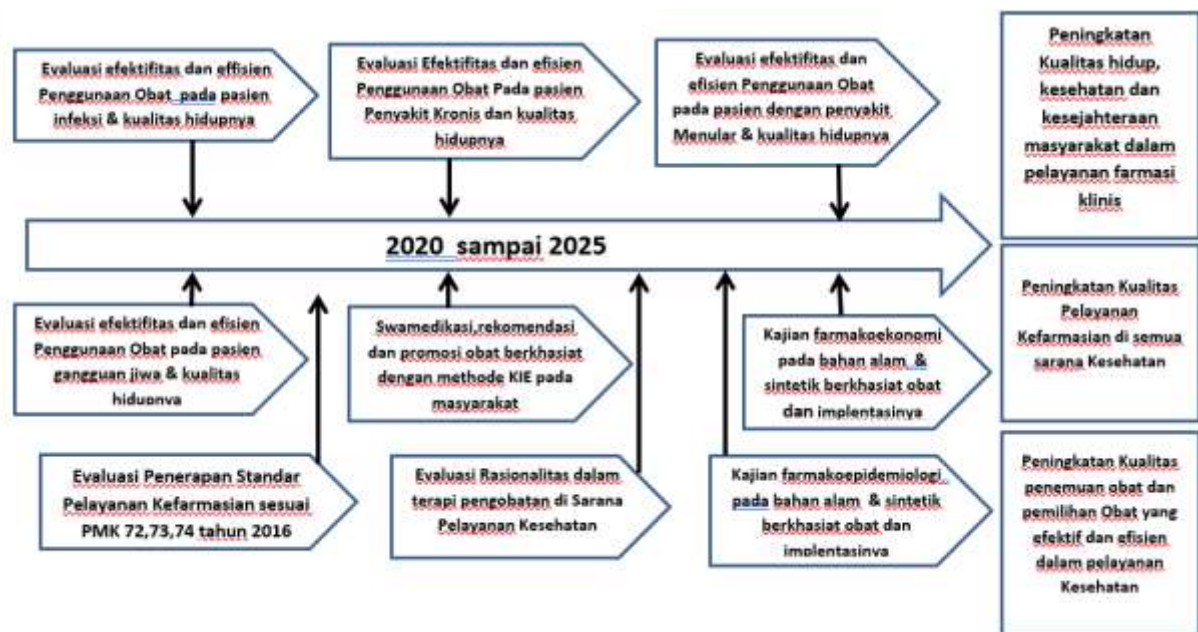 Evaluasi efektifitas dan effisien
Penggunaan Obat pada pasien
infeksi & kualitas hidupnya
Evaluasi Efektifitas dan efisien
Penggunaan Obat Pada pasien
Penyakit Kronis dan kualitas
hidupnya
Evaluasi efektifitas dan
efisien Penggunaan Obat
pada pasien dengan penyakit
Menular & kualitas hidupnya
Peningkatan
Kualitas hidup,
kesehatan dan
kesejahteraan
masyarakat dalam
pelayanan farmasi
klinis
2020 sampai 2025
Evaluasi efektifitas dan efisien
Penggunaan Obat pada pasien
gangguan jiwa & kualitas
hidupnya
Swamedikasi,rekomendasi
dan promosi obat berkhasiat
dengan methode KIE pada
masyarakat
Kajian farmakoekonomi
pada bahan alam & 
sintetik berkhasiat obat
dan implentasinya
Peningkatan Kualitas
Pelayanan
Kefarmasian di semua
sarana Kesehatan
Evaluasi Penerapan Standar
Pelayanan Kefarmasian sesuai
PMK 72,73,74 tahun 2016
Evaluasi Rasionalitas dalam
terapi pengobatan di Sarana
Pelayanan Kesehatan
Kajian farmakoepidemiologi
pada bahan alam & sintetik
berkhasiat obat dan
implentasinya
Peningkatan Kualitas
penemuan obat dan
pemilihan Obat yang
efektif dan efisien
dalam pelayanan
Kesehatan